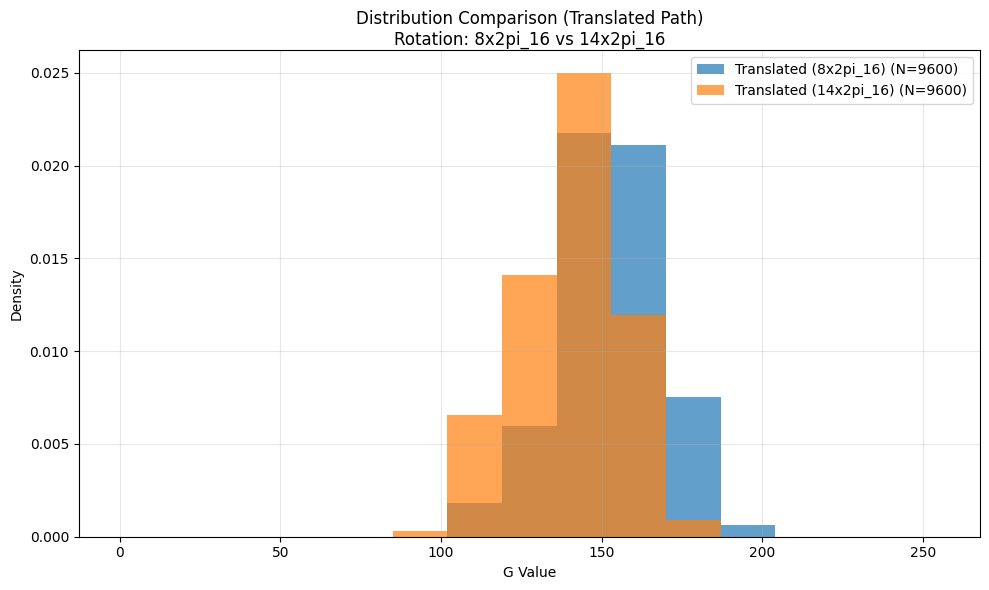 Distribution Comparison (Translated Path)
Rotation: 8x2pi_16 vs 14x2pi_16
Translated (8x2pi_16) (N=9600)
Translated (14x2pi_16) (N=9600)
0.025
0.020
0.015
0.010
0.005
0.000
Density
0 50 100 150 200 250
G Value